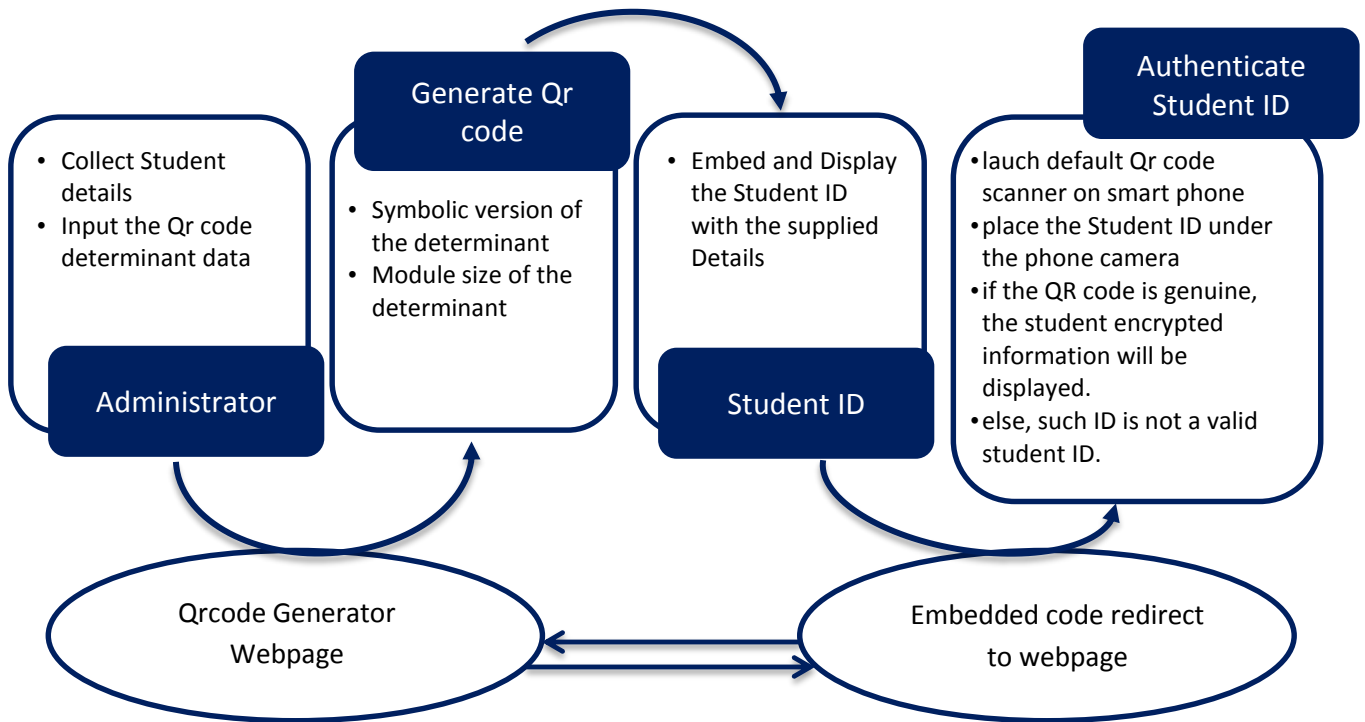 • Collect Student
details
• Input the Qr code
determinant data
Administrator
Generate Qr
code
• Symbolic version of
the determinant
• Module size of the
determinant
• Embed and Display
the Student ID
with the supplied
Details
Student ID
Authenticate
Student ID
• lauch default Qr code
scanner on smart phone
• place the Student ID under
the phone camera
• if the QR code is genuine,
the student encrypted
information will be
displayed.
• else, such ID is not a valid
student ID.
Qrcode Generator
Webpage
Embedded code redirect
to webpage